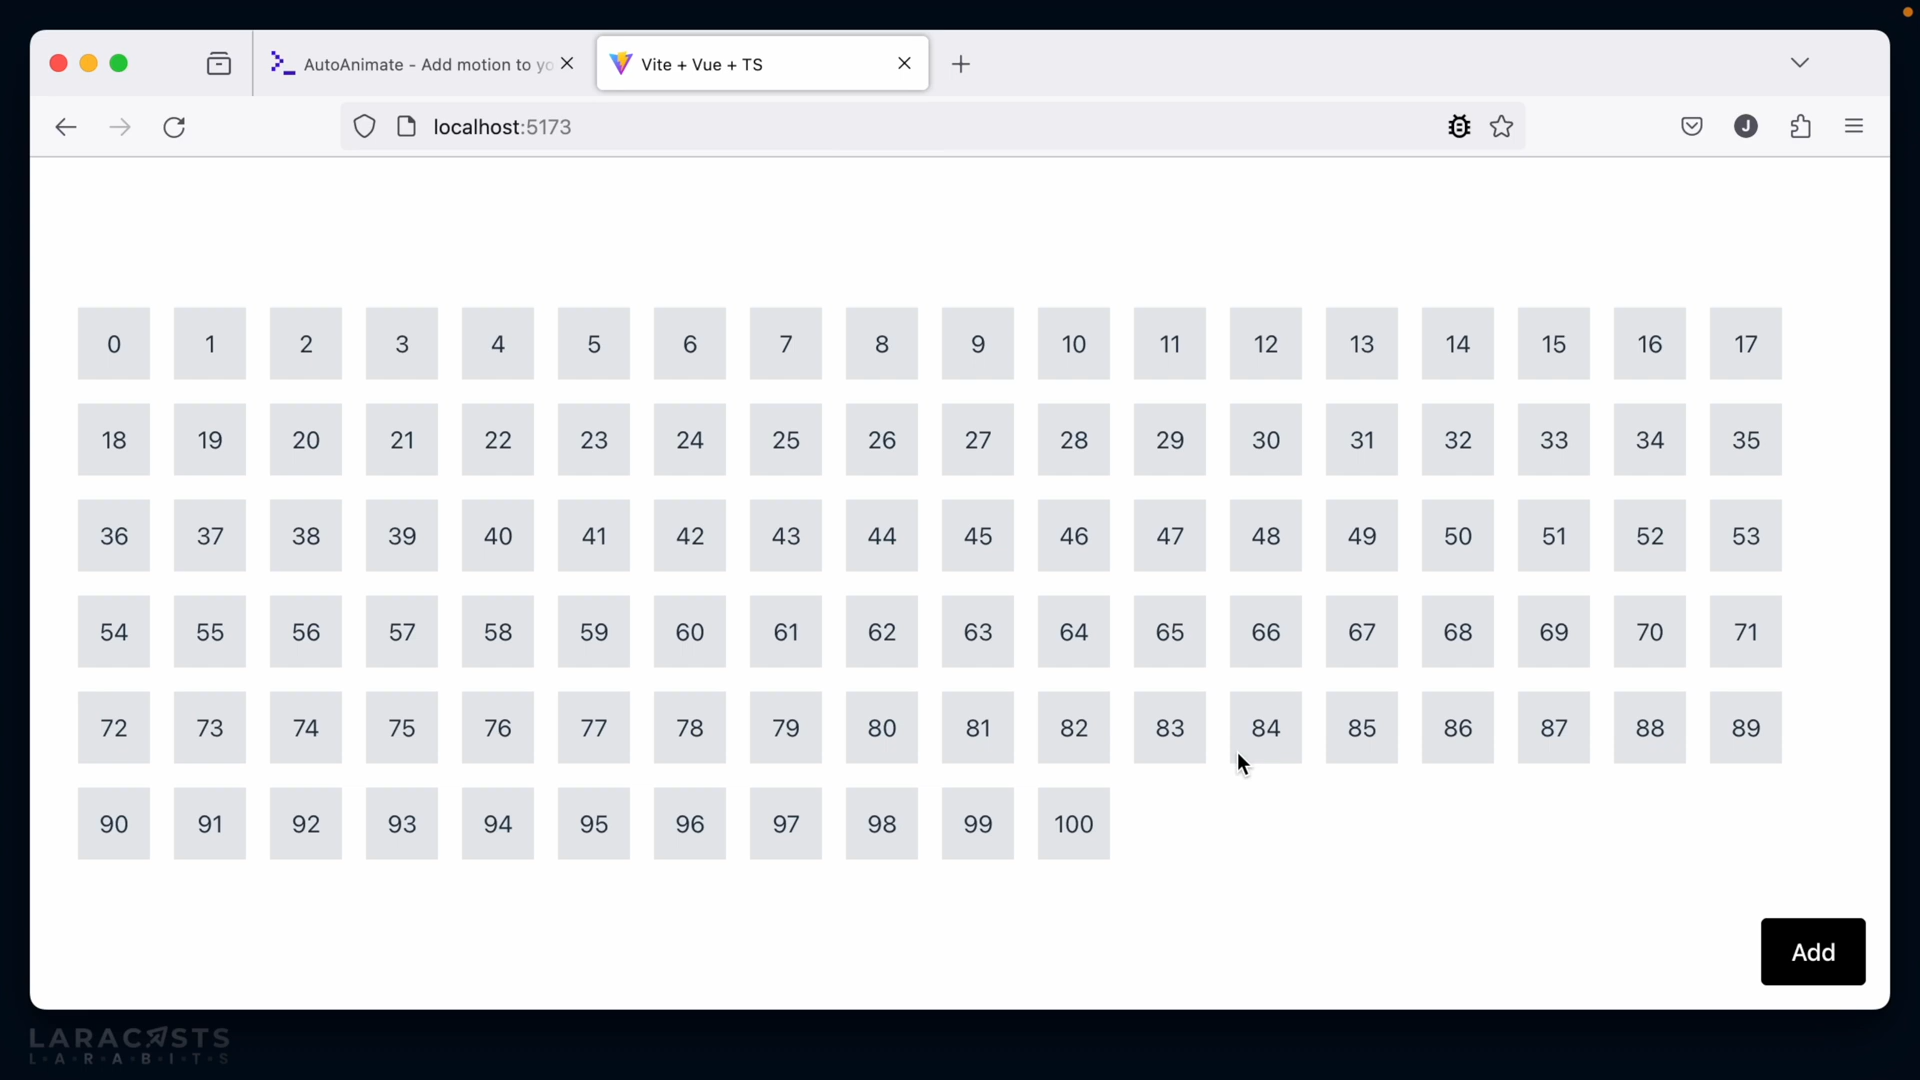 AutoAnimate - Add motion to yo
Vite + Vue + TS
localhost:5173
J
0 1 2 3 4 5 6 7 8 9 10 11 12 13 14 15 16 17
18 19 20 21 22 23 24 25 26 27 28 29 30 31 32 33 34 35
36 37 38 39 40 41 42 43 44 45 46 47 48 49 50 51 52 53
54 55 56 57 58 59 60 61 62 63 64 65 66 67 68 69 70 71
72 73 74 75 76 77 78 79 80 81 82 83 84 85 86 87 88 89
90 91 92 93 94 95 96 97 98 99 100
Add
LARACASTS
L·A·R·A·B·I·T·S